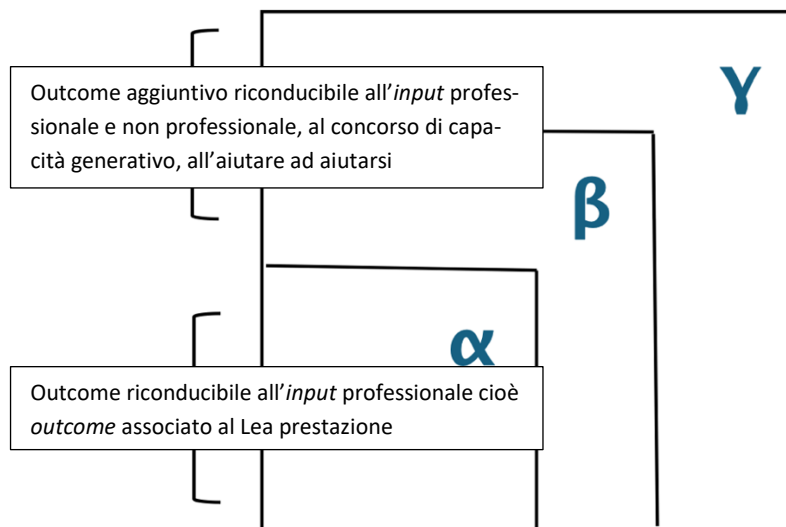 γ
Outcome aggiuntivo riconducibile all’input profes-
sionale e non professionale, al concorso di capa-
cità generativo, all’aiutare ad aiutarsi
β
α
Outcome riconducibile all’input professionale cioè
outcome associato al Lea prestazione